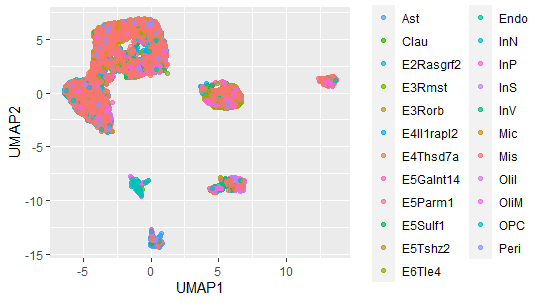 5
0
-5
-10
-15
UMAP2
-5
0
5
10
UMAP1
Ast
Clau
E2Rasgrf2
E3Rmst
E3Rorb
E4Il1rapl2
E4Thsd7a
E5Galnt14
E5Parm1
E5Sulf1
E5Tshz2
E6Tle4
Endo
InN
InP
InS
InV
Mic
Mis
OliI
OliM
OPC
Peri